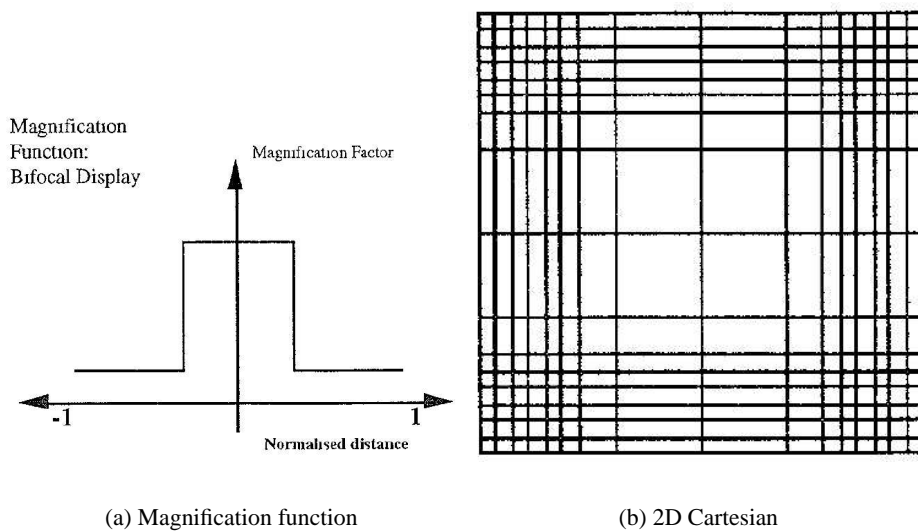 Magnification
Function:
Bifocal Display
Magnification Factor
-1
1
Normalised distance
(a) Magnification function
(b) 2D Cartesian